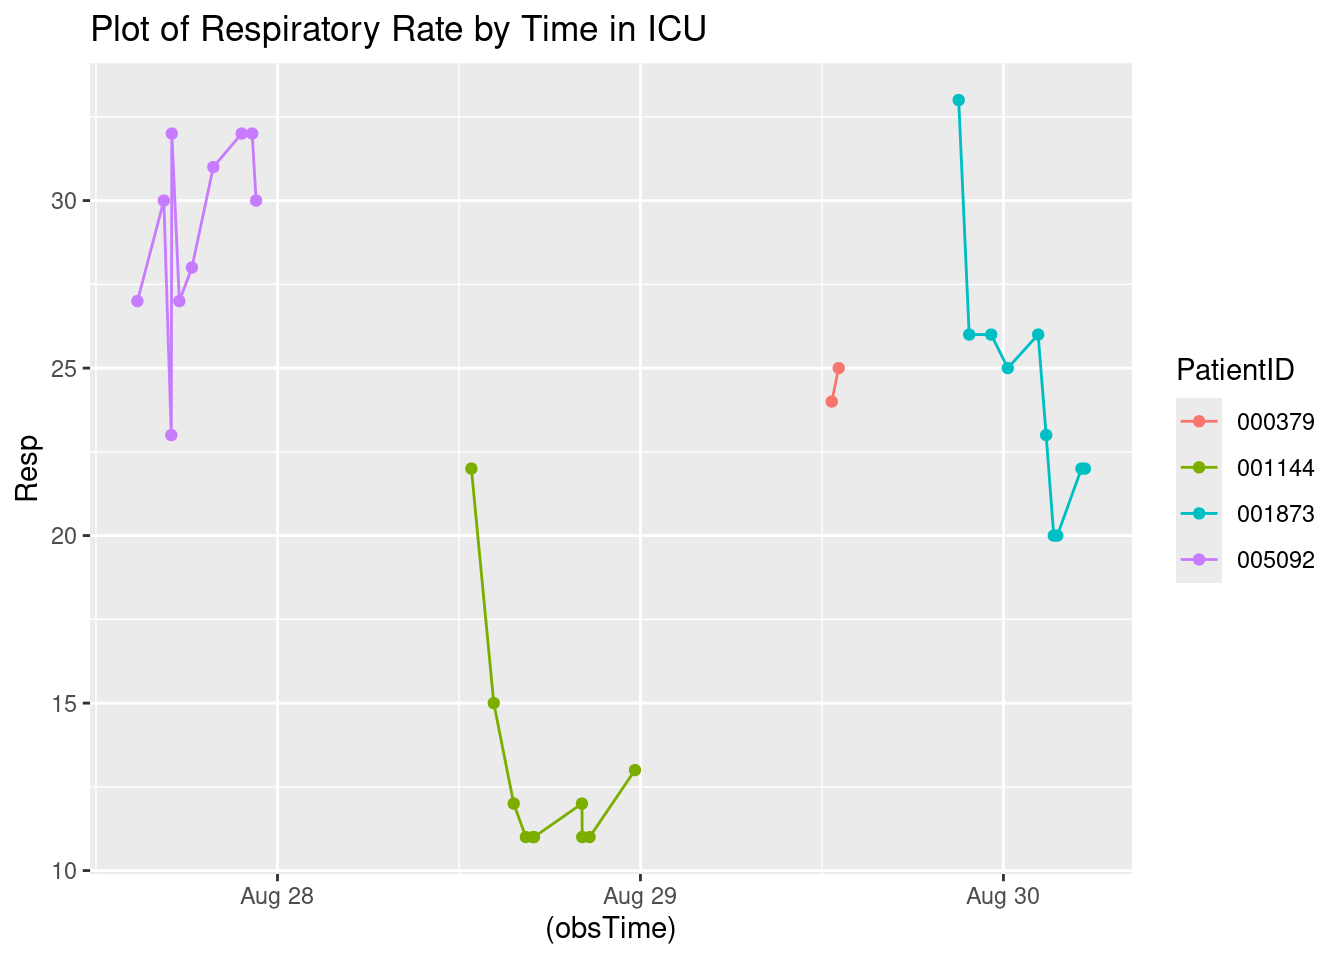 Plot of Respiratory Rate by Time in ICU
Resp
30
25
20
15
10
Aug 28
Aug 29
Aug 30
(obsTime)
PatientID
000379
001144
001873
005092